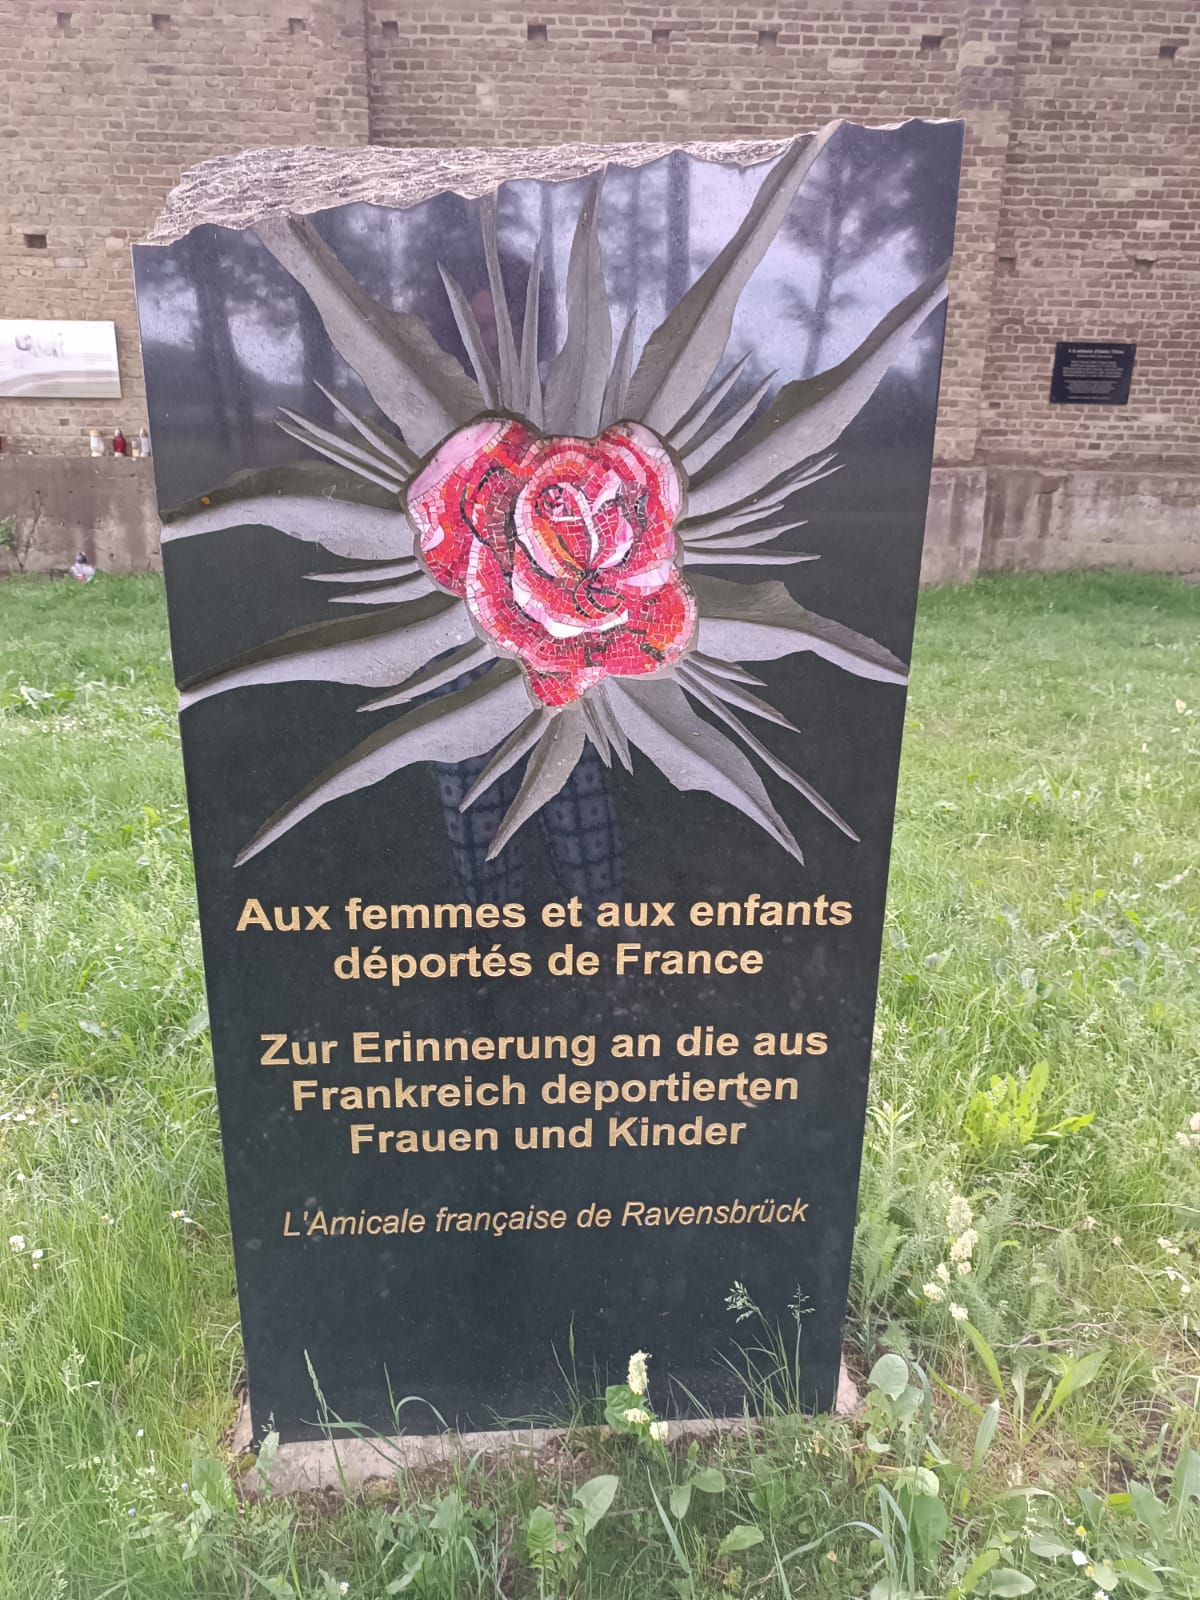 Aux femmes et aux enfants
déportés de France
Zur Erinnerung an die aus
Frankreich deportierten
Frauen und Kinder
L'Amicale française de Ravensbrück